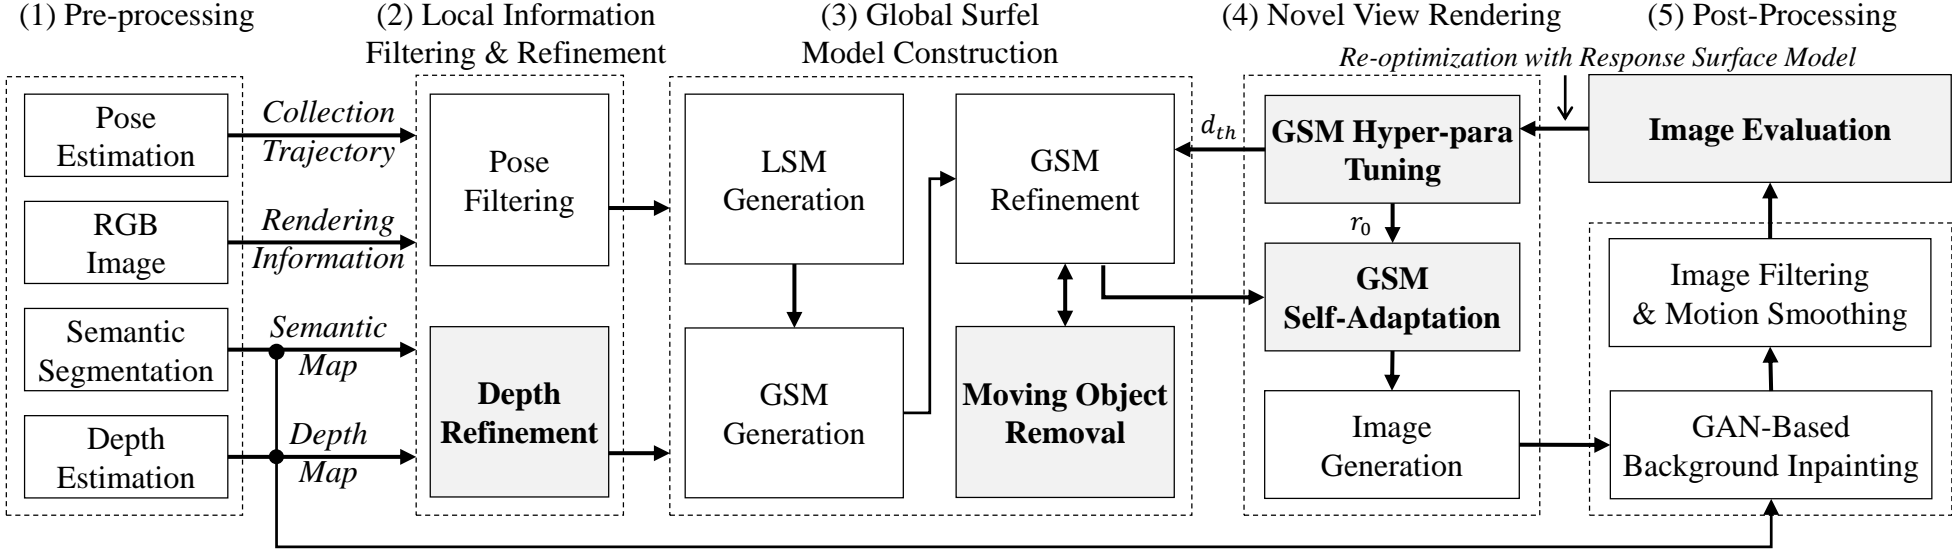 (1) Pre-processing
(2) Local Information
Filtering & Refinement
(3) Global Surfel
Model Construction
(4) Novel View Rendering
(5) Post-Processing
Re-optimization with Response Surface Model
Pose
Estimation
Collection
Trajectory
RGB
Image
Rendering
Information
Semantic
Segmentation
Semantic
Map
Depth
Estimation
Depth
Map
Pose
Filtering
Depth
Refinement
LSM
Generation
GSM
Generation
GSM
Refinement
Moving Object
Removal
d_th
GSM Hyper-para
Tuning
r_0
GSM
Self-Adaptation
Image
Generation
Image Evaluation
Image Filtering
& Motion Smoothing
GAN-Based
Background Inpainting